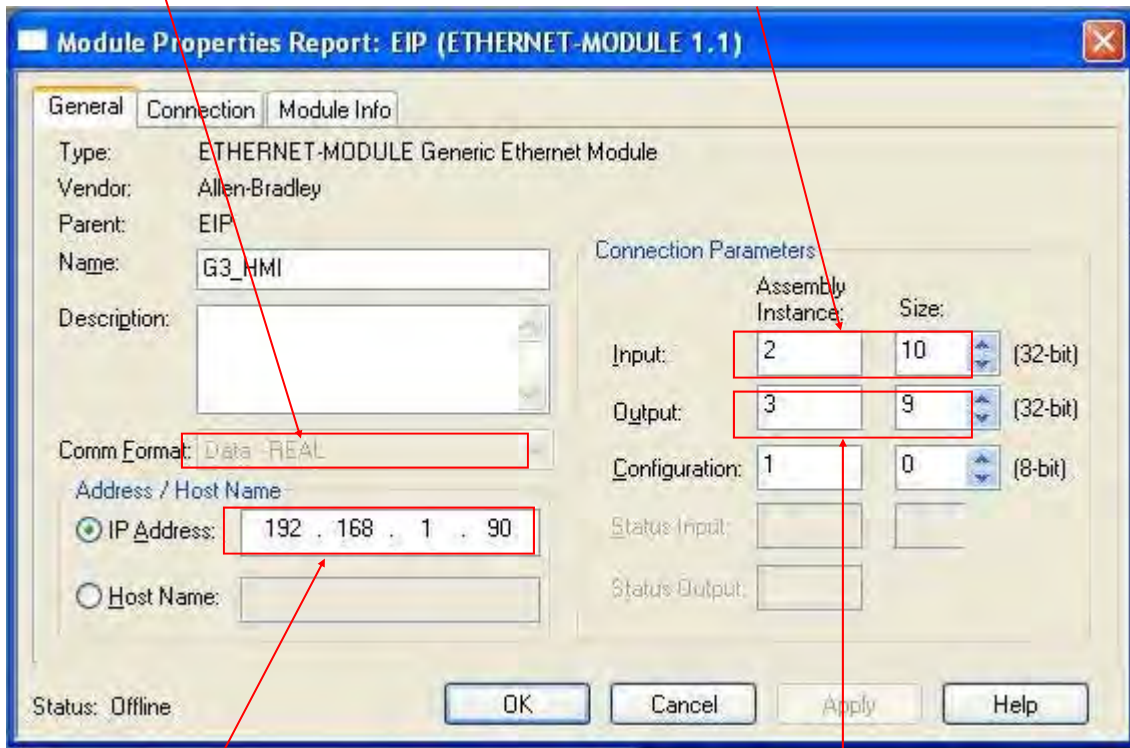 Module Properties Report: EIP (ETHERNET-MODULE 1.1)
General Connection Module Info
Type: ETHERNET-MODULE Generic Ethernet Module
Vendor: Allen-Bradley
Parent: EIP
Name: G3_HMI
Description:
Comm Format: Data - REAL
Address / Host Name
IP Address: 192 . 168 . 1 . 90
Host Name:
Connection Parameters
Assembly
Instance: Size:
Input: 2 10 (32-bit)
Output: 3 9 (32-bit)
Configuration: 1 0 (8-bit)
Status Input:
Status Output:
Status: Offline
OK Cancel Apply Help